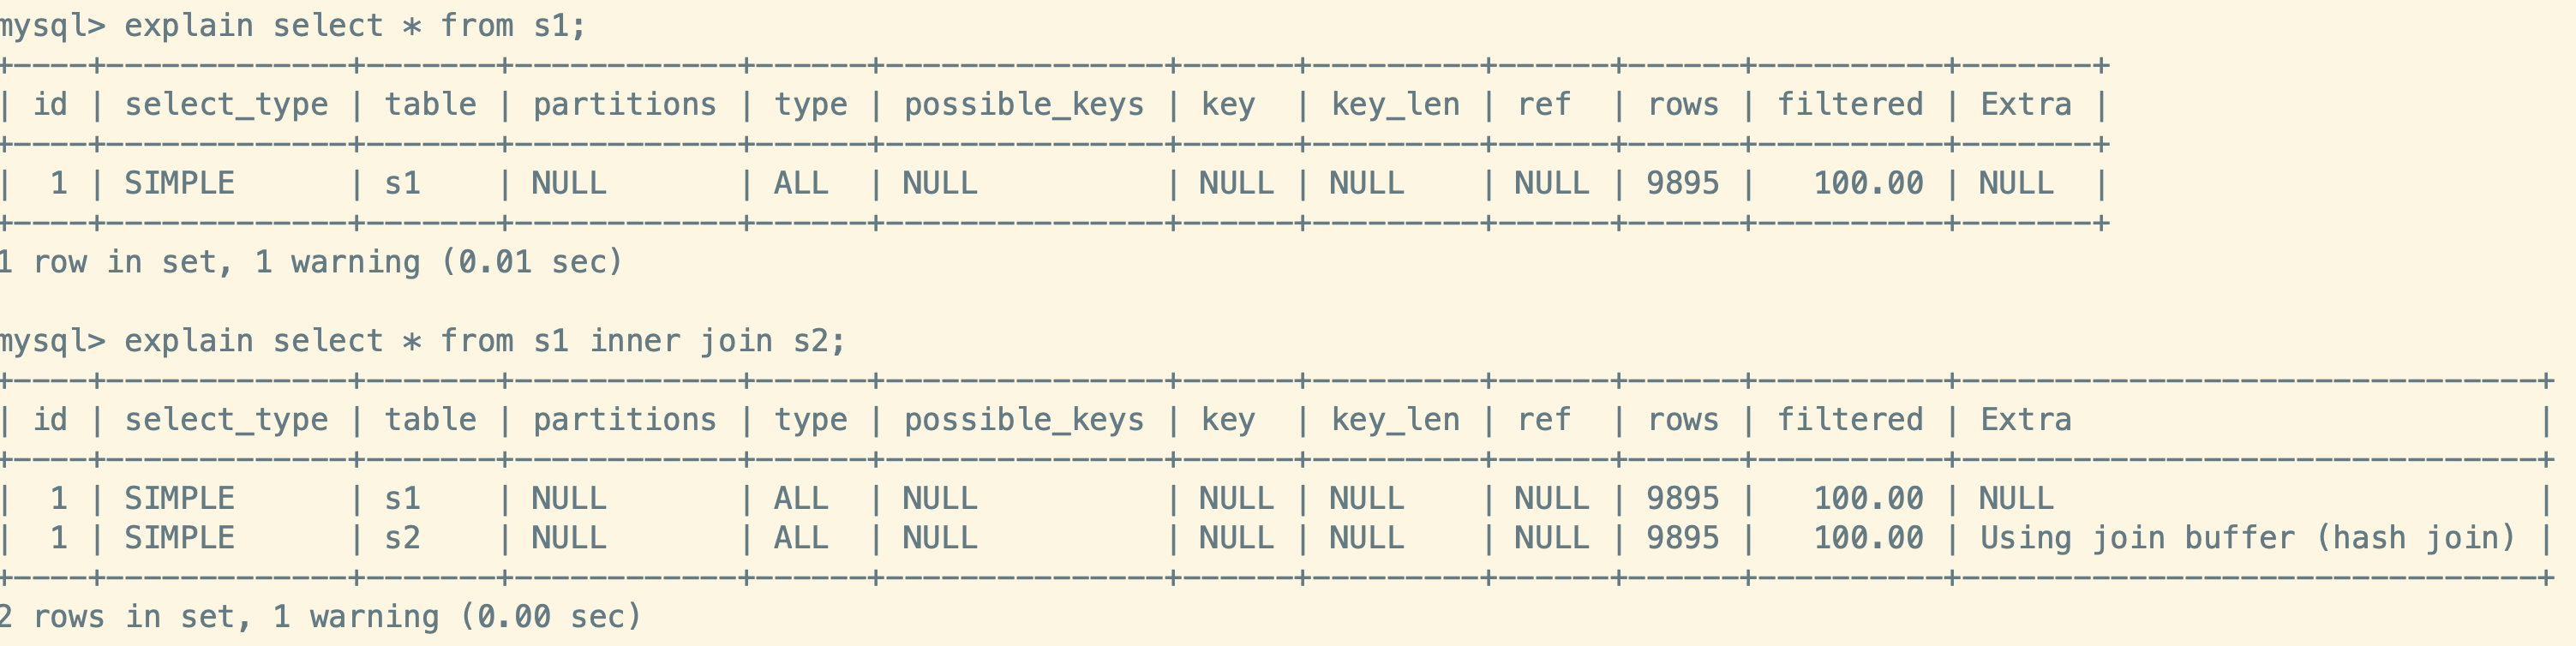 mysql> explain select * from s1;
+----+-------------+-------+------------+------+---------------+------+---------+------+------+----------+-------+
| id | select_type | table | partitions | type | possible_keys | key  | key_len | ref  | rows | filtered | Extra |
+----+-------------+-------+------------+------+---------------+------+---------+------+------+----------+-------+
|  1 | SIMPLE      | s1    | NULL       | ALL  | NULL          | NULL | NULL    | NULL | 9895 |   100.00 | NULL  |
+----+-------------+-------+------------+------+---------------+------+---------+------+------+----------+-------+
1 row in set, 1 warning (0.01 sec)

mysql> explain select * from s1 inner join s2;
+----+-------------+-------+------------+------+---------------+------+---------+------+------+----------+-------------------------------+
| id | select_type | table | partitions | type | possible_keys | key  | key_len | ref  | rows | filtered | Extra                         |
+----+-------------+-------+------------+------+---------------+------+---------+------+------+----------+-------------------------------+
|  1 | SIMPLE      | s1    | NULL       | ALL  | NULL          | NULL | NULL    | NULL | 9895 |   100.00 | NULL                          |
|  1 | SIMPLE      | s2    | NULL       | ALL  | NULL          | NULL | NULL    | NULL | 9895 |   100.00 | Using join buffer (hash join) |
+----+-------------+-------+------------+------+---------------+------+---------+------+------+----------+-------------------------------+
2 rows in set, 1 warning (0.00 sec)